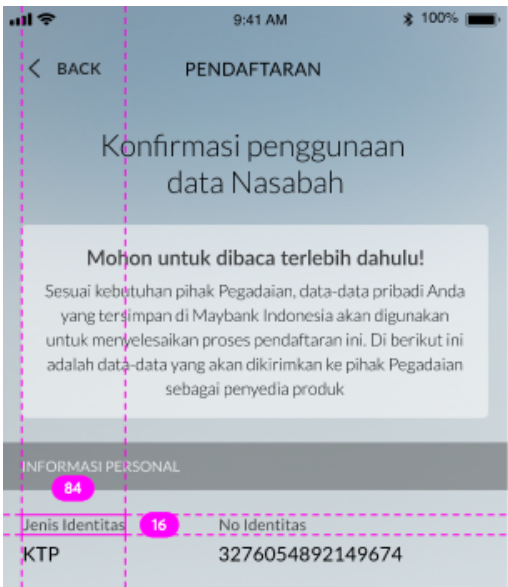 9:41 AM
100%
BACK
PENDAFTARAN
Konfirmasi penggunaan
data Nasabah
Mohon untuk dibaca terlebih dahulu!
Sesuai kebutuhan pihak Pegadaian, data-data pribadi Anda
yang tersimpan di Maybank Indonesia akan digunakan
untuk menyelesaikan proses pendaftaran ini. Di berikut ini
adalah data-data yang akan dikirimkan ke pihak Pegadaian
sebagai penyedia produk
INFORMASI PERSONAL
84
Jenis Identitas 16 No Identitas
KTP 3276054892149674